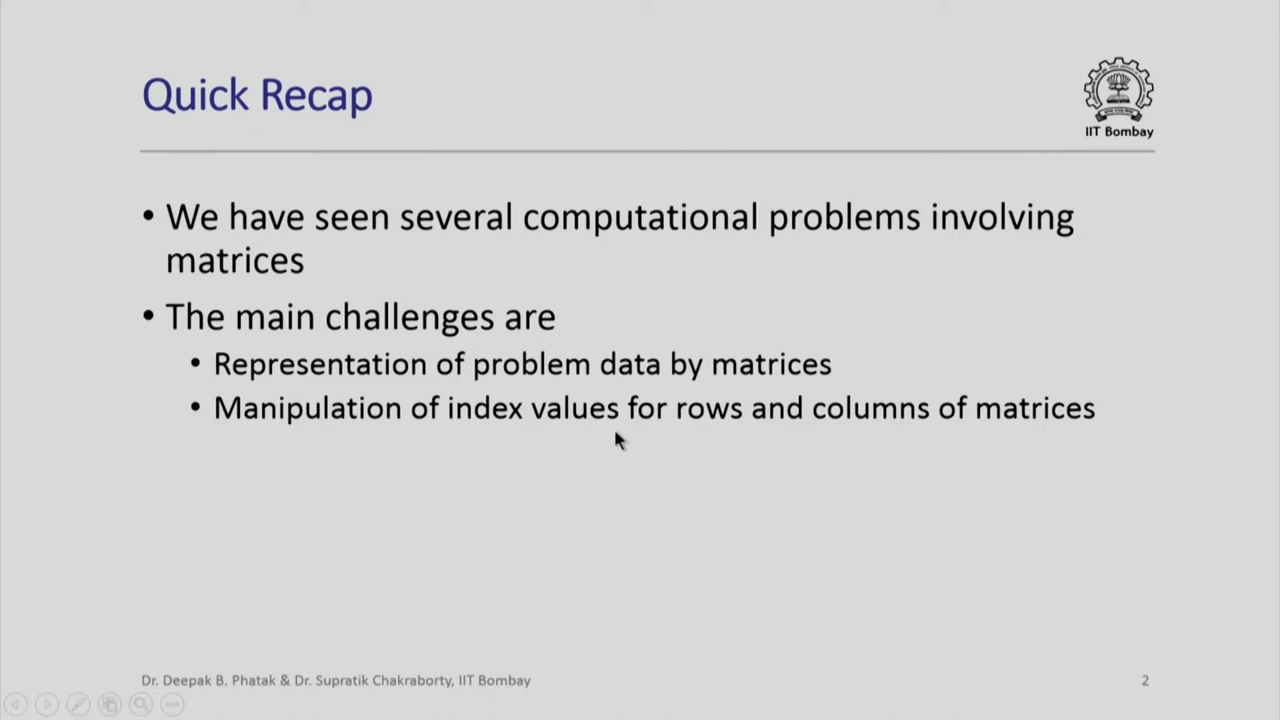 Quick Recap
IIT Bombay
• We have seen several computational problems involving
matrices
• The main challenges are
• Representation of problem data by matrices
• Manipulation of index values for rows and columns of matrices
Dr. Deepak B. Phatak & Dr. Supratik Chakraborty, IIT Bombay
2